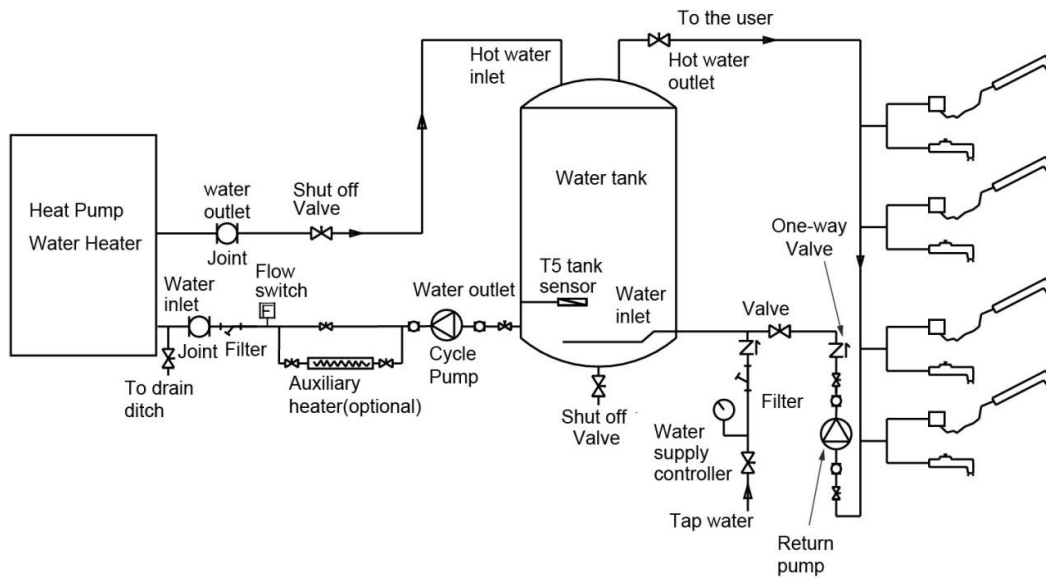 To the user
Hot water
inlet
Hot water
outlet
Water tank
Heat Pump
Water Heater
water
outlet
Joint
Shut off
Valve
One-way
Valve
T5 tank
sensor
Flow
switch
F
Water
inlet
Joint
Filter
Water outlet
Cycle
Pump
Water
inlet
Valve
To drain
ditch
Auxiliary
heater(optional)
Shut off
Valve
Filter
Water
supply
controller
Tap water
Return
pump